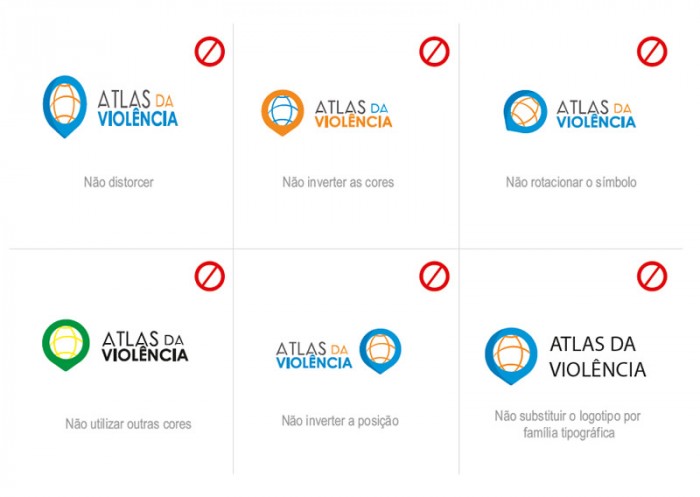 ATLAS DA
VIOLÊNCIA
Não distorcer
ATLAS DA
VIOLÊNCIA
Não inverter as cores
ATLAS DA
VIOLÊNCIA
Não rotacionar o símbolo
ATLAS DA
VIOLÊNCIA
Não utilizar outras cores
ATLAS DA
VIOLÊNCIA
Não inverter a posição
ATLAS DA
VIOLÊNCIA
Não substituir o logotipo por
família tipográfica